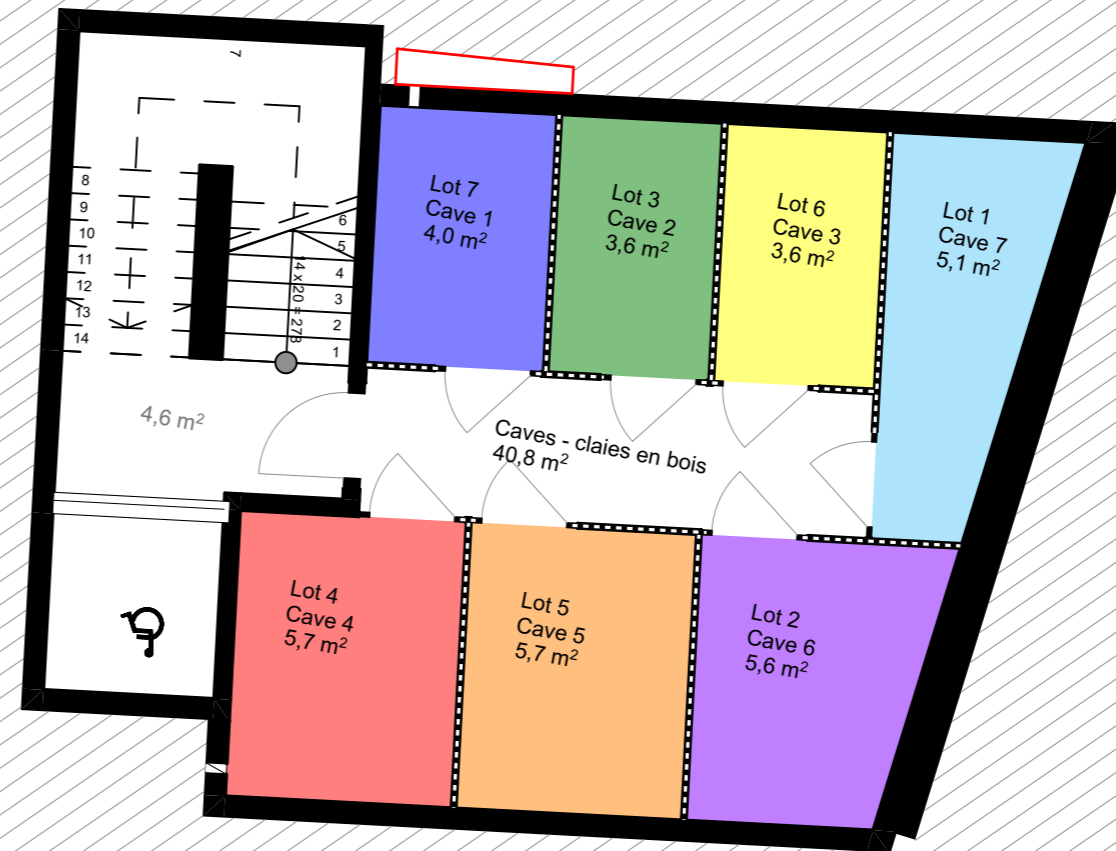 7
8
9
10
11
12
13
14
6
5
4
3
2
1
14 x 20 = 278
Lot 7
Cave 1
4,0 m²
Lot 3
Cave 2
3,6 m²
Lot 6
Cave 3
3,6 m²
Lot 1
Cave 7
5,1 m²
4,6 m²
Caves - claies en bois
40,8 m²
Lot 4
Cave 4
5,7 m²
Lot 5
Cave 5
5,7 m²
Lot 2
Cave 6
5,6 m²